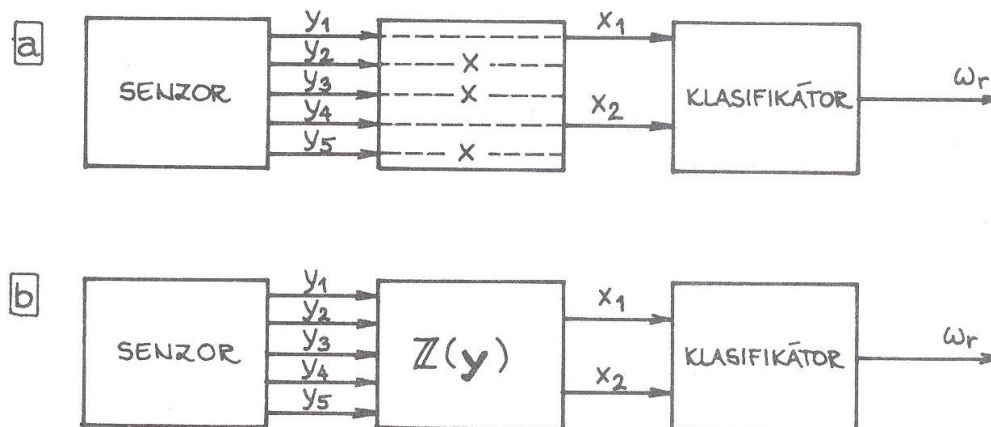 a
SENZOR
y1
y2
y3
y4
y5
X
X
X
x1
x2
KLASIFIKÁTOR
ωr
b
SENZOR
y1
y2
y3
y4
y5
ℤ(y)
x1
x2
KLASIFIKÁTOR
ωr